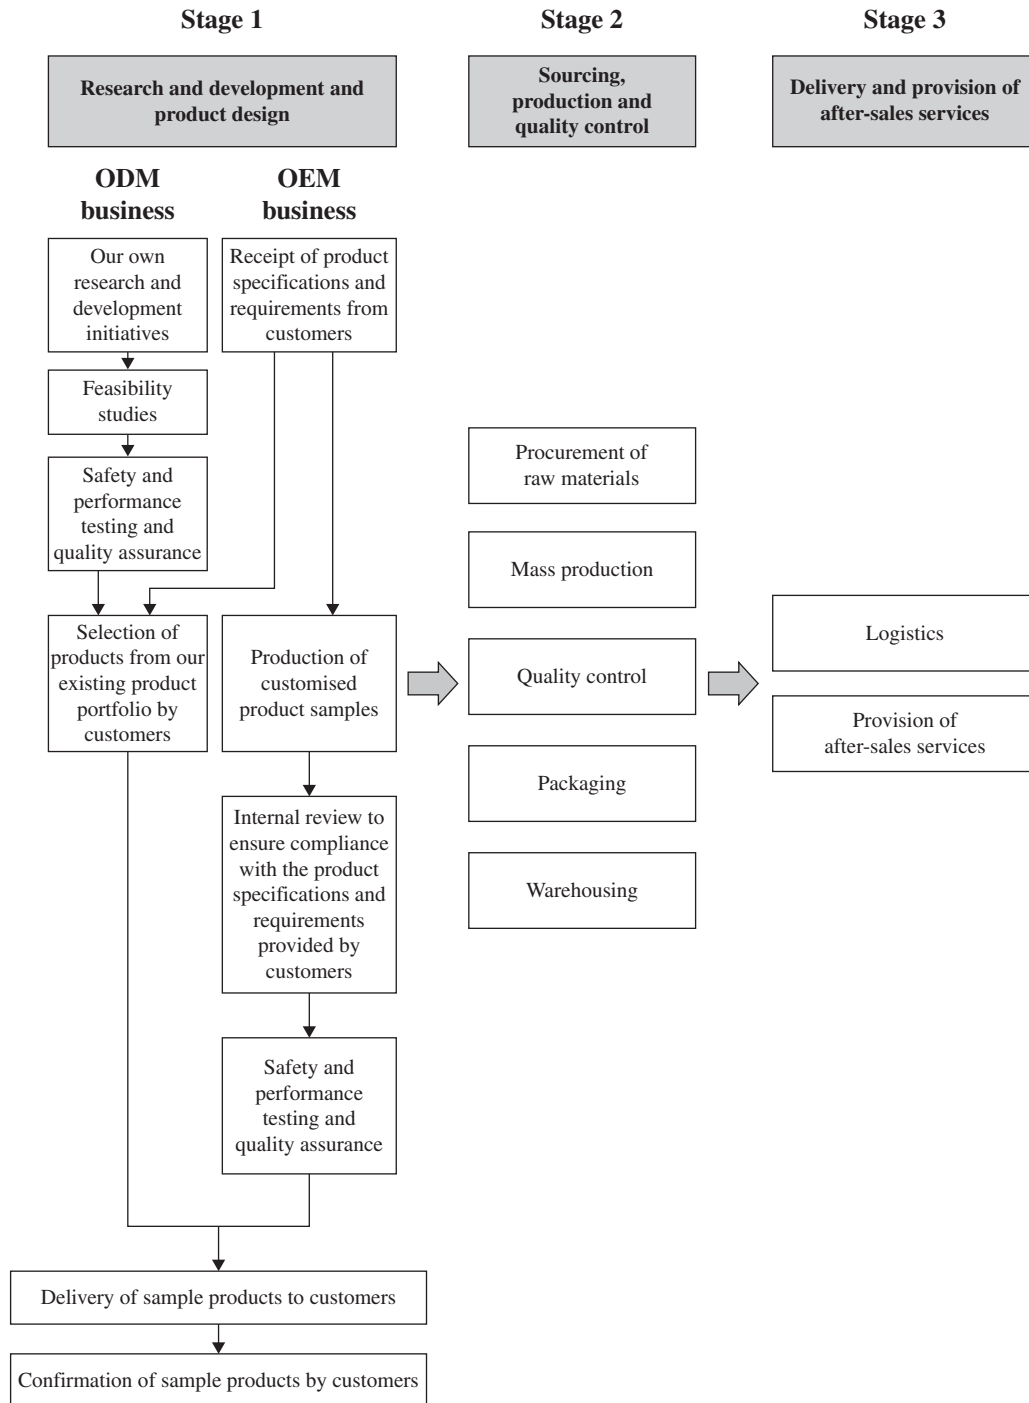 Stage 1
Stage 2
Stage 3
Research and development and
product design
Sourcing,
production and
quality control
Delivery and provision of
after-sales services
ODM
business
OEM
business
Our own
research and
development
initiatives
Receipt of product
specifications and
requirements from
customers
Feasibility
studies
Safety and
performance
testing and
quality assurance
Selection of
products from our
existing product
portfolio by
customers
Production of
customised
product samples
Internal review to
ensure compliance
with the product
specifications and
requirements
provided by
customers
Safety and
performance
testing and
quality assurance
Delivery of sample products to customers
Confirmation of sample products by customers
Procurement of
raw materials
Mass production
Quality control
Packaging
Warehousing
Logistics
Provision of
after-sales services